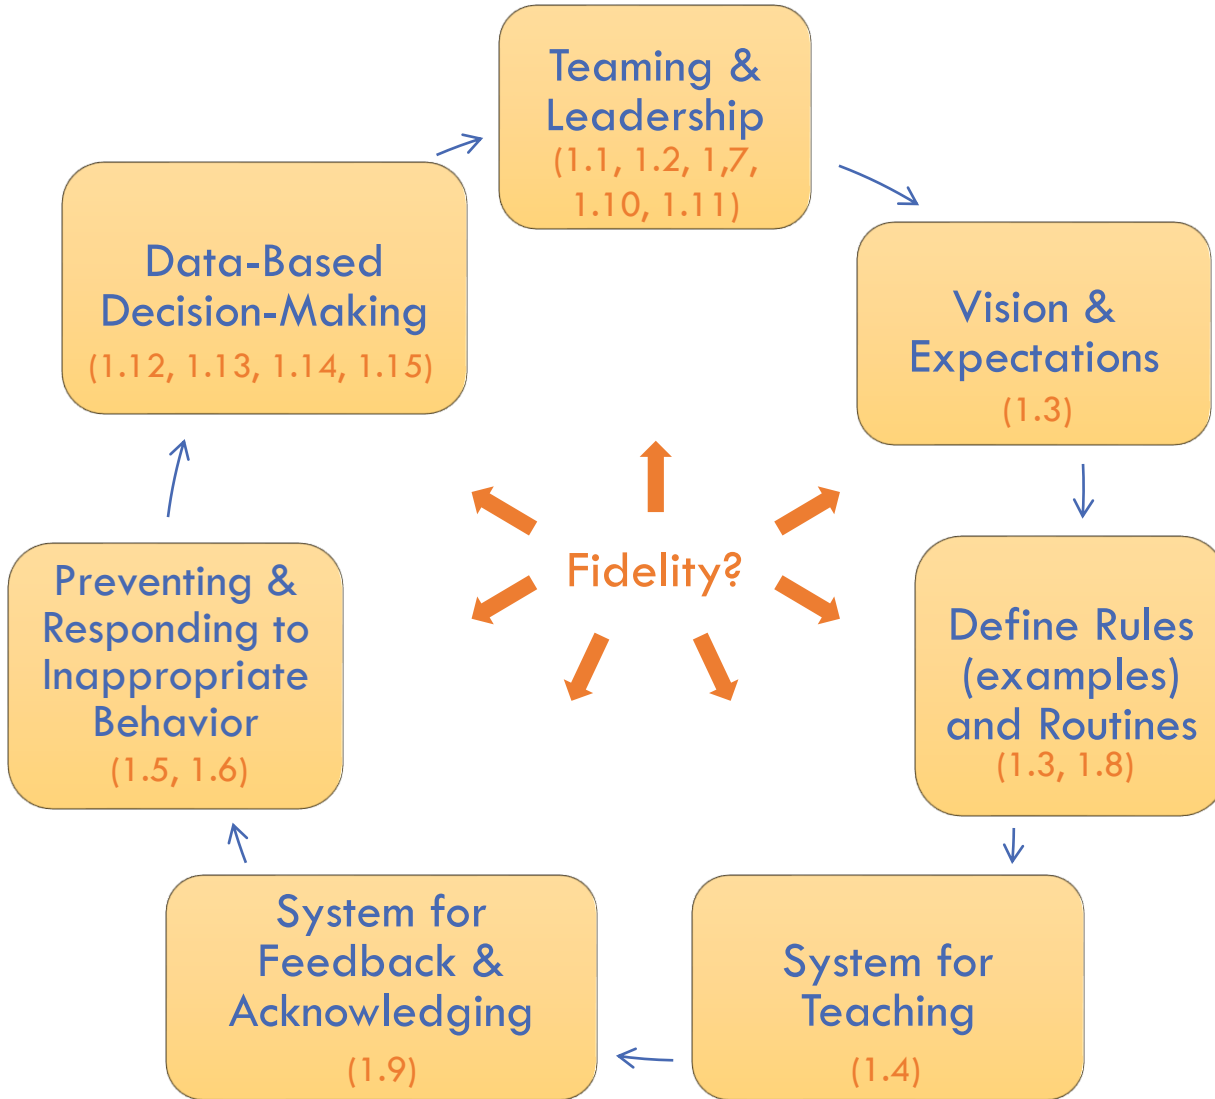 Teaming &
Leadership
(1.1, 1.2, 1,7,
1.10, 1.11)
Data-Based
Decision-Making
(1.12, 1.13, 1.14, 1.15)
Vision &
Expectations
(1.3)
Fidelity?
Preventing &
Responding to
Inappropriate
Behavior
(1.5, 1.6)
Define Rules
(examples)
and Routines
(1.3, 1.8)
System for
Feedback &
Acknowledging
(1.9)
System for
Teaching
(1.4)